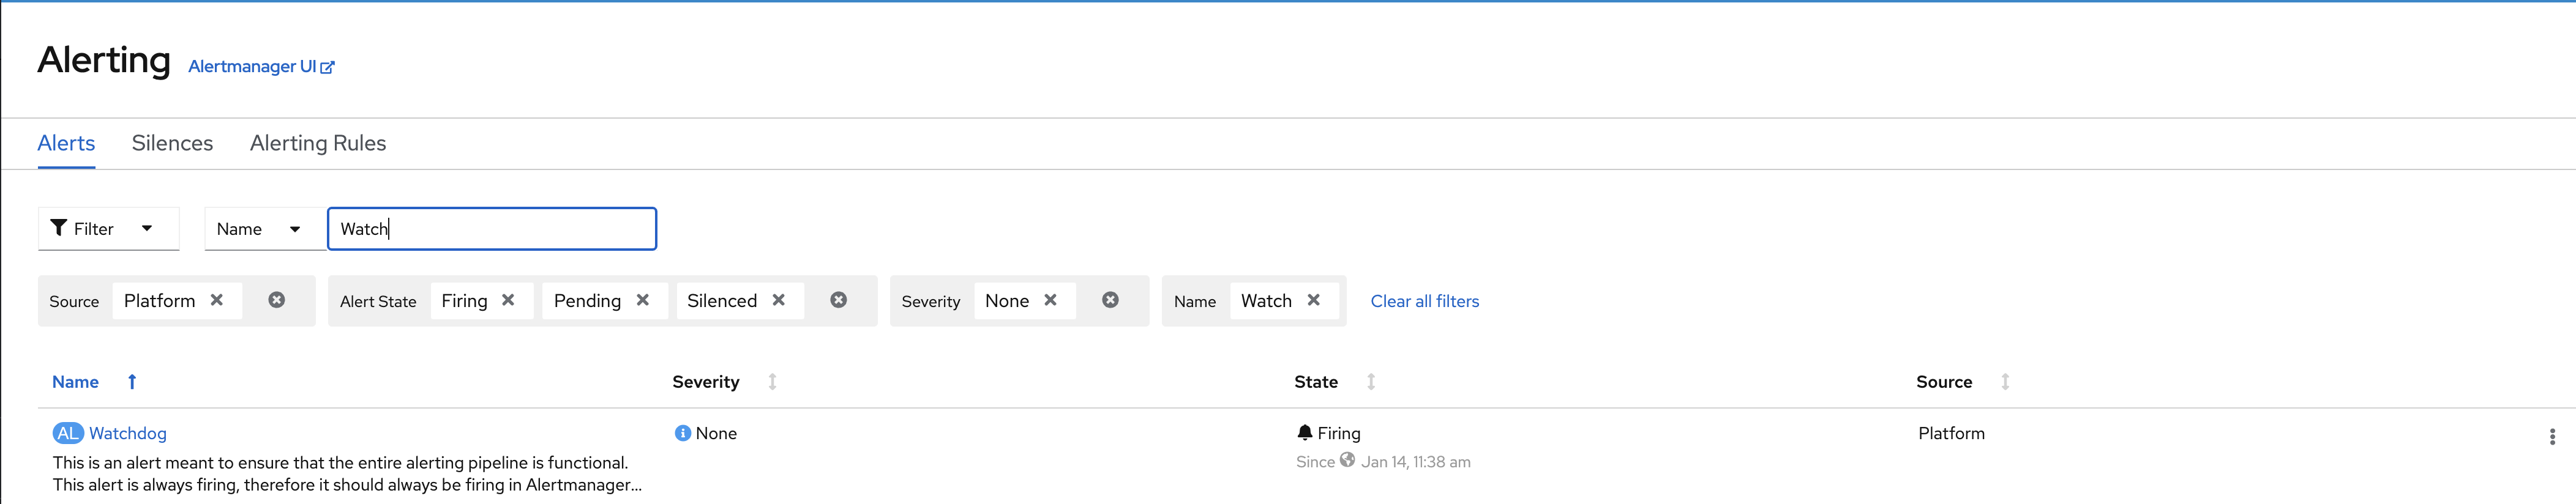 Alerting Alertmanager UI
Alerts Silences Alerting Rules
Filter Name Watch
Source Platform Alert State Firing Pending Silenced Severity None Name Watch Clear all filters
Name Severity State Source
AL Watchdog None Firing Platform
This is an alert meant to ensure that the entire alerting pipeline is functional. Since Jan 14, 11:38 am
This alert is always firing, therefore it should always be firing in Alertmanager...